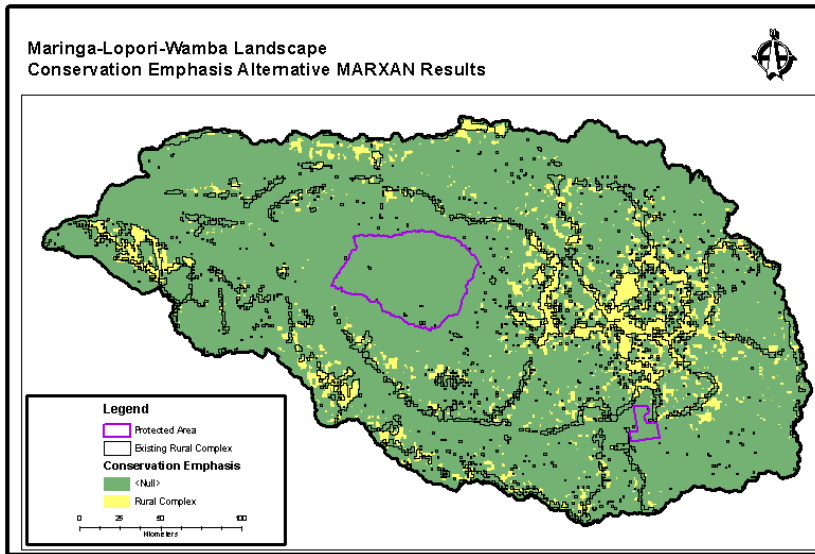 Maringa-Lopori-Wamba Landscape
Conservation Emphasis Alternative MARXAN Results
N
Legend
Protected Area
Existing Rural Complex
Conservation Emphasis
<Null>
Rural Complex
0 25 50 100
Kilometers